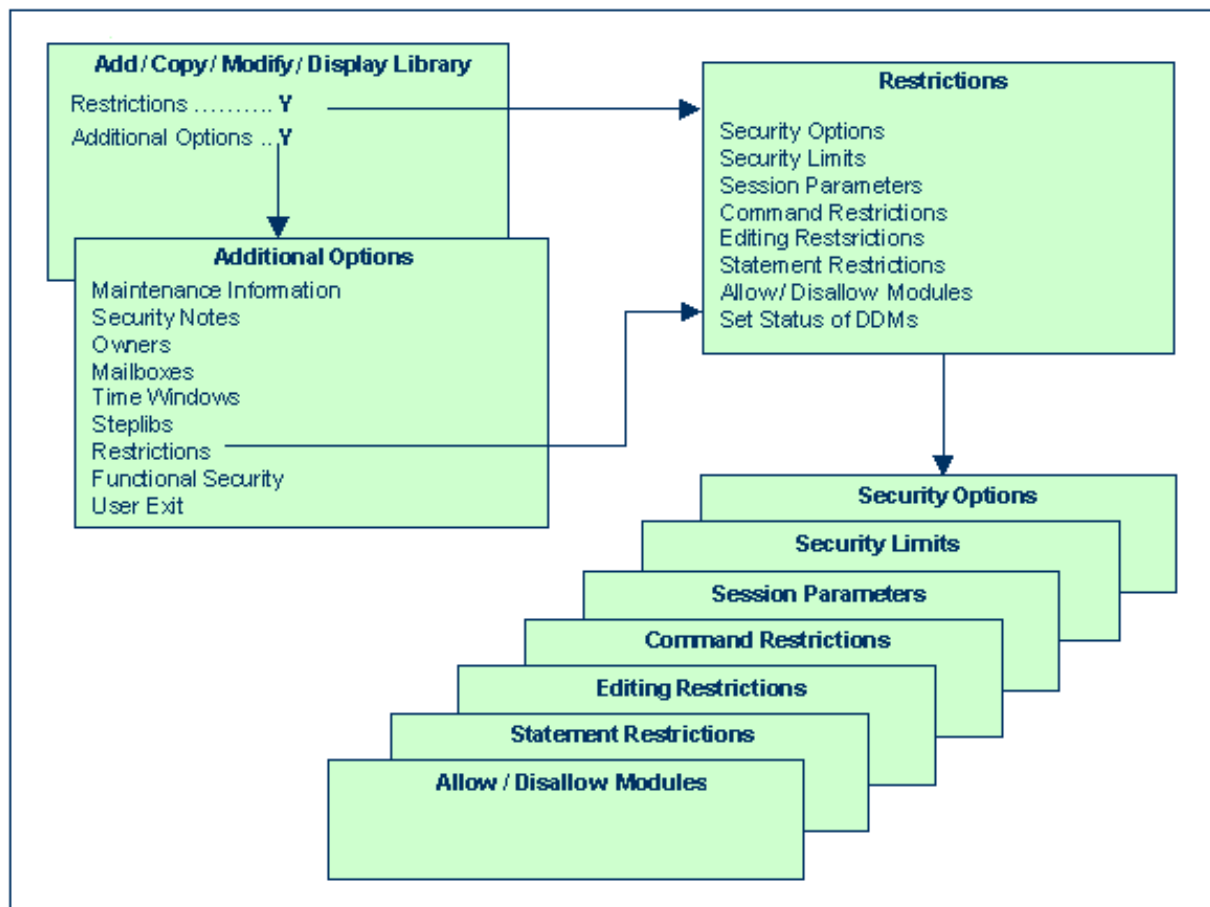 Add / Copy / Modify / Display Library
Restrictions .......... Y
Additional Options .. Y
Additional Options
Maintenance Information
Security Notes
Owners
Mailboxes
Time Windows
Steplibs
Restrictions
Functional Security
User Exit
Restrictions
Security Options
Security Limits
Session Parameters
Command Restrictions
Editing Restsrictions
Statement Restrictions
Allow / Disallow Modules
Set Status of DDMs
Security Options
Security Limits
Session Parameters
Command Restrictions
Editing Restrictions
Statement Restrictions
Allow / Disallow Modules